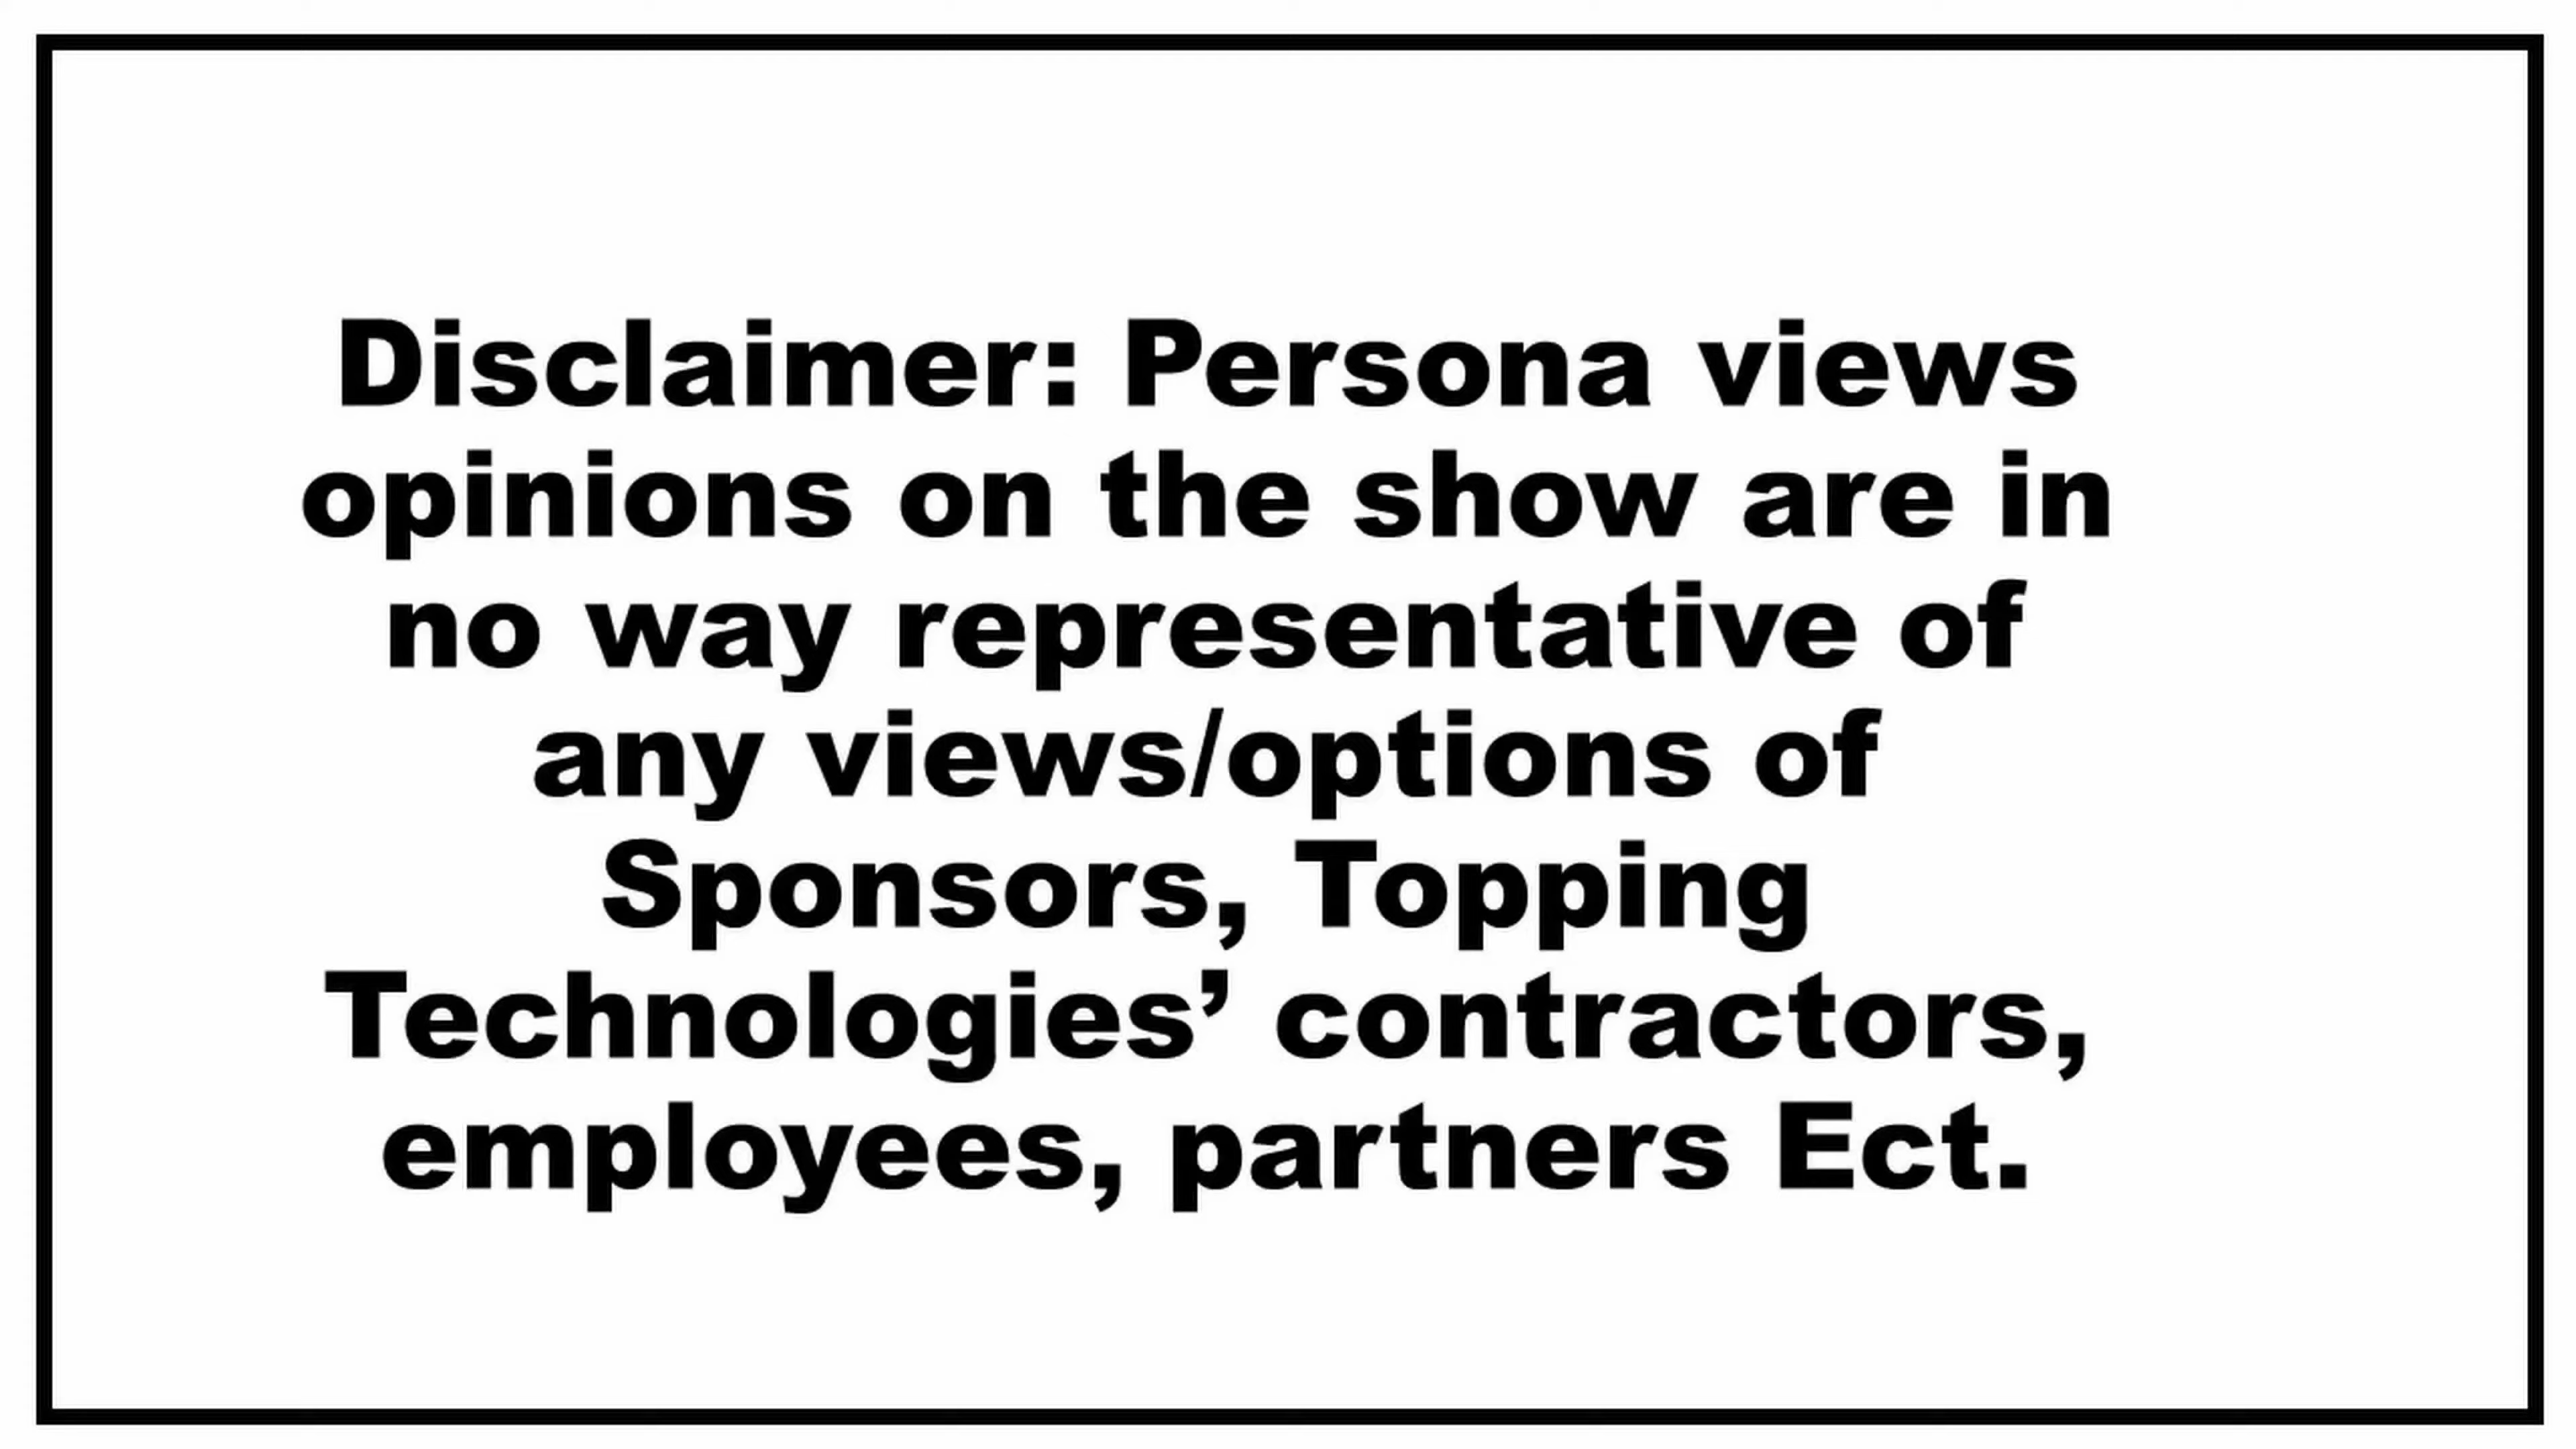 Disclaimer: Persona views
opinions on the show are in
no way representative of
any views/options of
Sponsors, Topping
Technologies’ contractors,
employees, partners Ect.